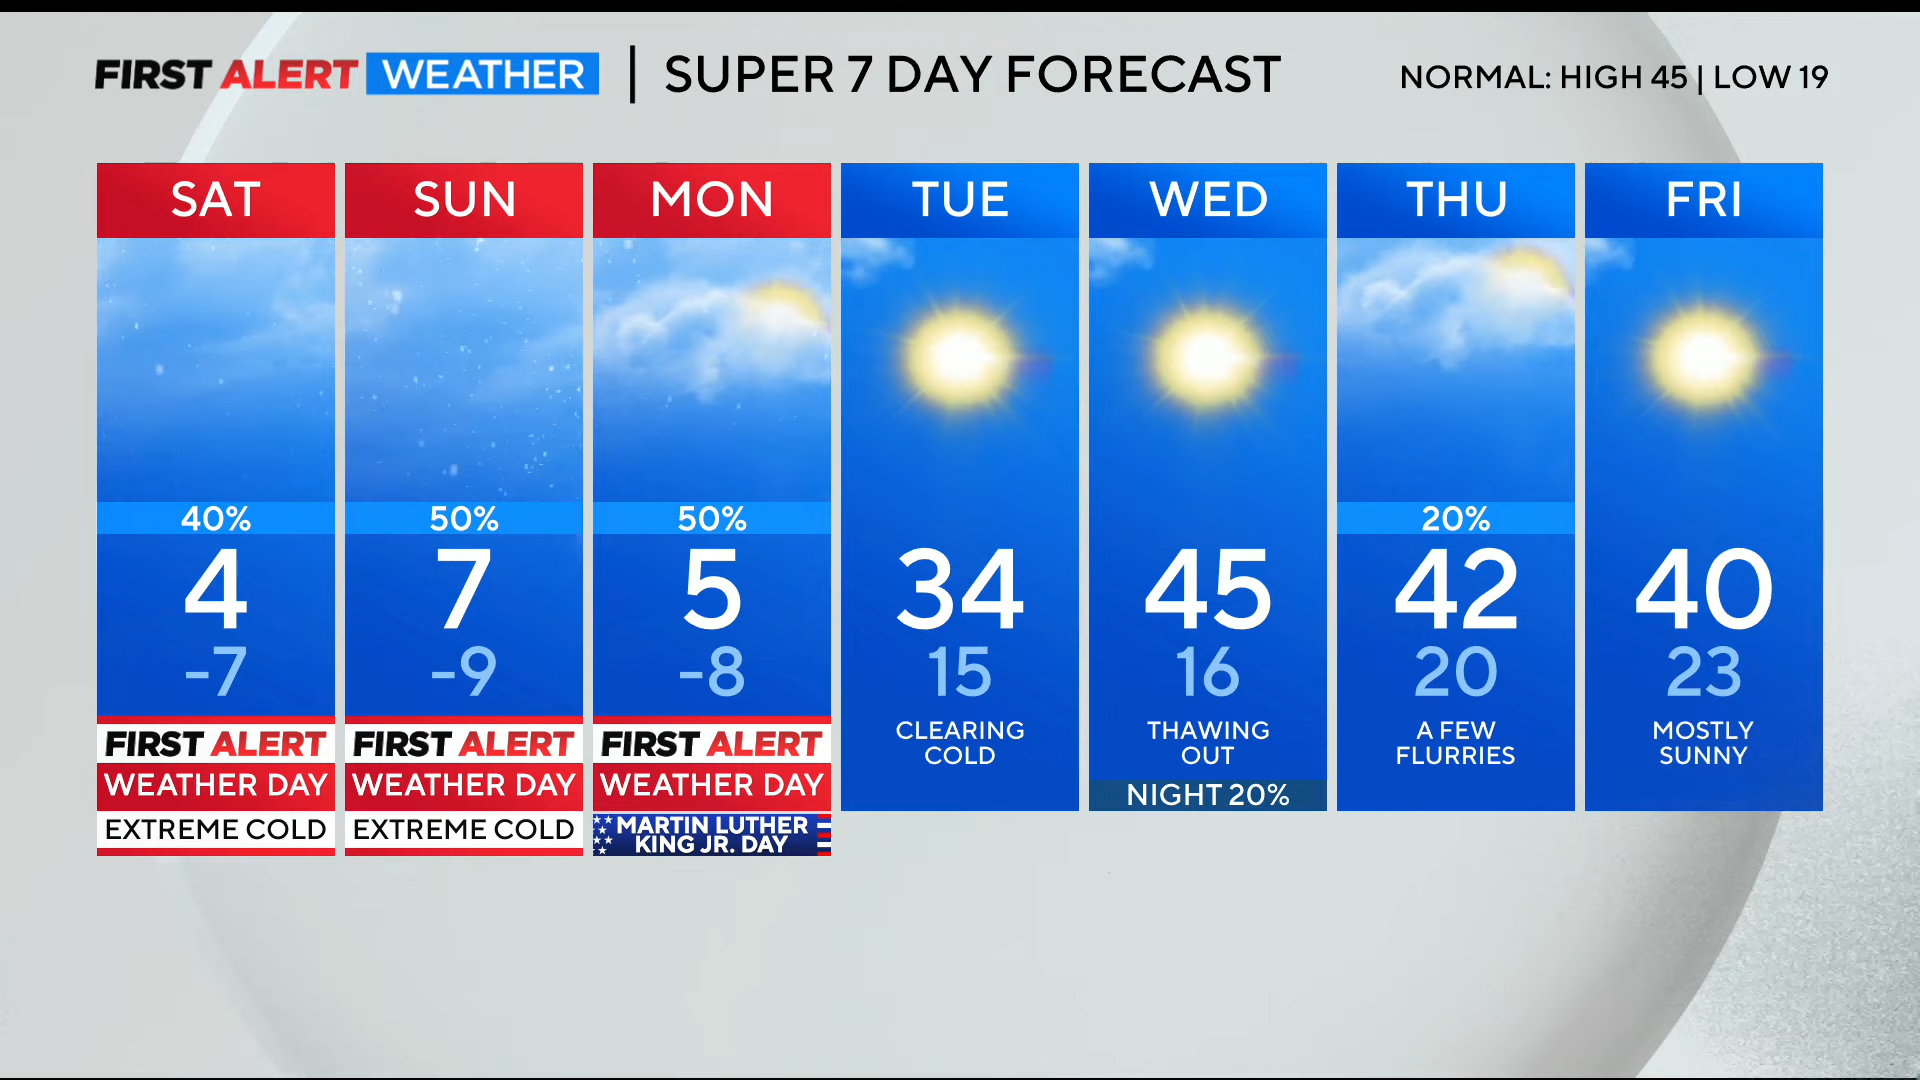 FIRST ALERT WEATHER | SUPER 7 DAY FORECAST
NORMAL: HIGH 45 | LOW 19
SAT
40%
4
-7
FIRST ALERT
WEATHER DAY
EXTREME COLD
SUN
50%
7
-9
FIRST ALERT
WEATHER DAY
EXTREME COLD
MON
50%
5
-8
FIRST ALERT
WEATHER DAY
MARTIN LUTHER
KING JR. DAY
TUE
34
15
CLEARING
COLD
WED
45
16
THAWING
OUT
NIGHT 20%
THU
20%
42
20
A FEW
FLURRIES
FRI
40
23
MOSTLY
SUNNY